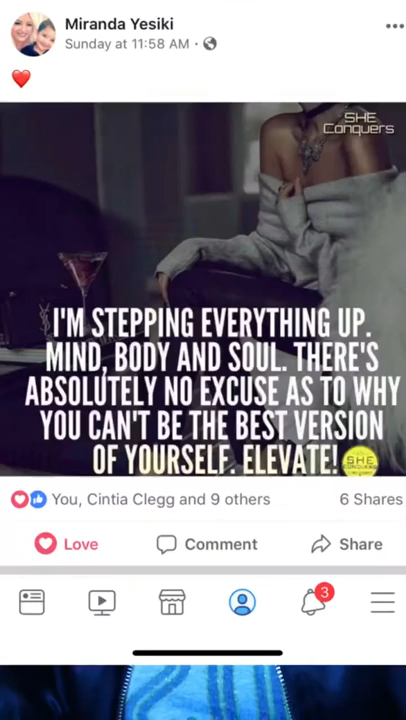 Miranda Yesiki
Sunday at 11:58 AM ·
SHE
Conquers
I'M STEPPING EVERYTHING UP.
MIND, BODY AND SOUL. THERE'S
ABSOLUTELY NO EXCUSE AS TO WHY
YOU CAN'T BE THE BEST VERSION
OF YOURSELF. ELEVATE!
SHE
CONQUERS
You, Cintia Clegg and 9 others
6 Shares
Love
Comment
Share
3